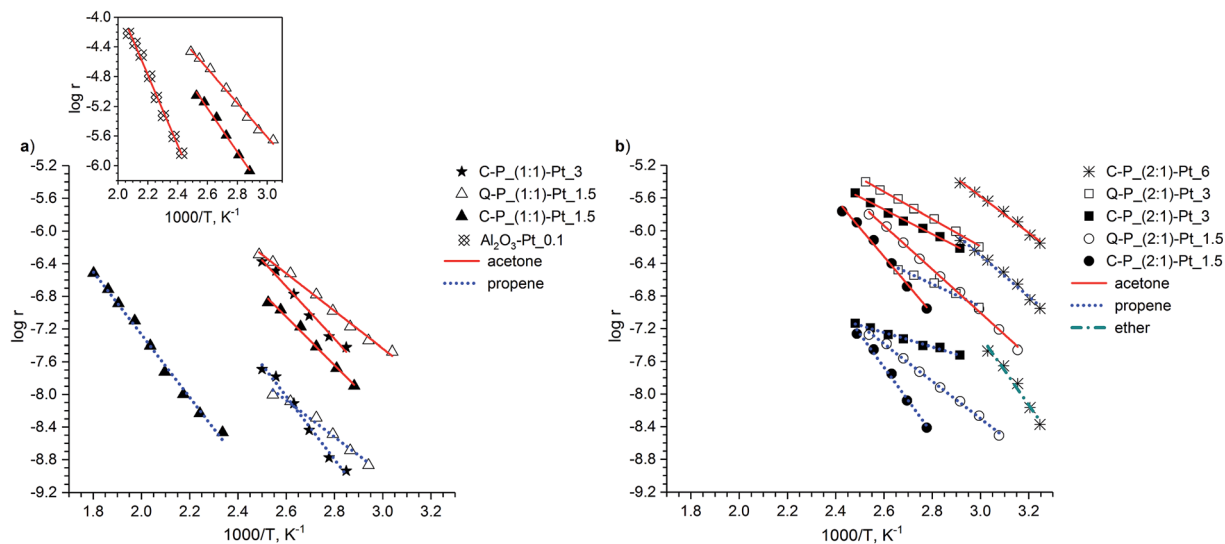 -4.0
-4.4
-4.8
-5.2
-5.6
-6.0
log r
2.0 2.2 2.4 2.6 2.8 3.0
1000/T, K⁻¹
a)
C-P_(1:1)-Pt_3
Q-P_(1:1)-Pt_1.5
C-P_(1:1)-Pt_1.5
Al₂O₃-Pt_0.1
acetone
propene
-6.0
-6.4
-6.8
-7.2
-7.6
-8.0
-8.4
-8.8
-9.2
log r
1.8 2.0 2.2 2.4 2.6 2.8 3.0 3.2
1000/T, K⁻¹
b)
-5.2
-5.6
-6.0
-6.4
-6.8
-7.2
-7.6
-8.0
-8.4
-8.8
-9.2
log r
1.8 2.0 2.2 2.4 2.6 2.8 3.0 3.2
1000/T, K⁻¹
C-P_(2:1)-Pt_6
Q-P_(2:1)-Pt_3
C-P_(2:1)-Pt_3
Q-P_(2:1)-Pt_1.5
C-P_(2:1)-Pt_1.5
acetone
propene
ether